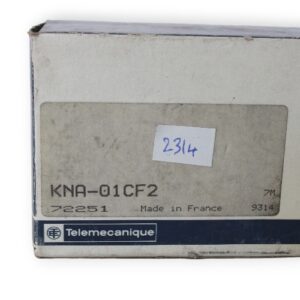 2314
KNA-01CF2 7M
72251 Made in France 9314
Telemecanique